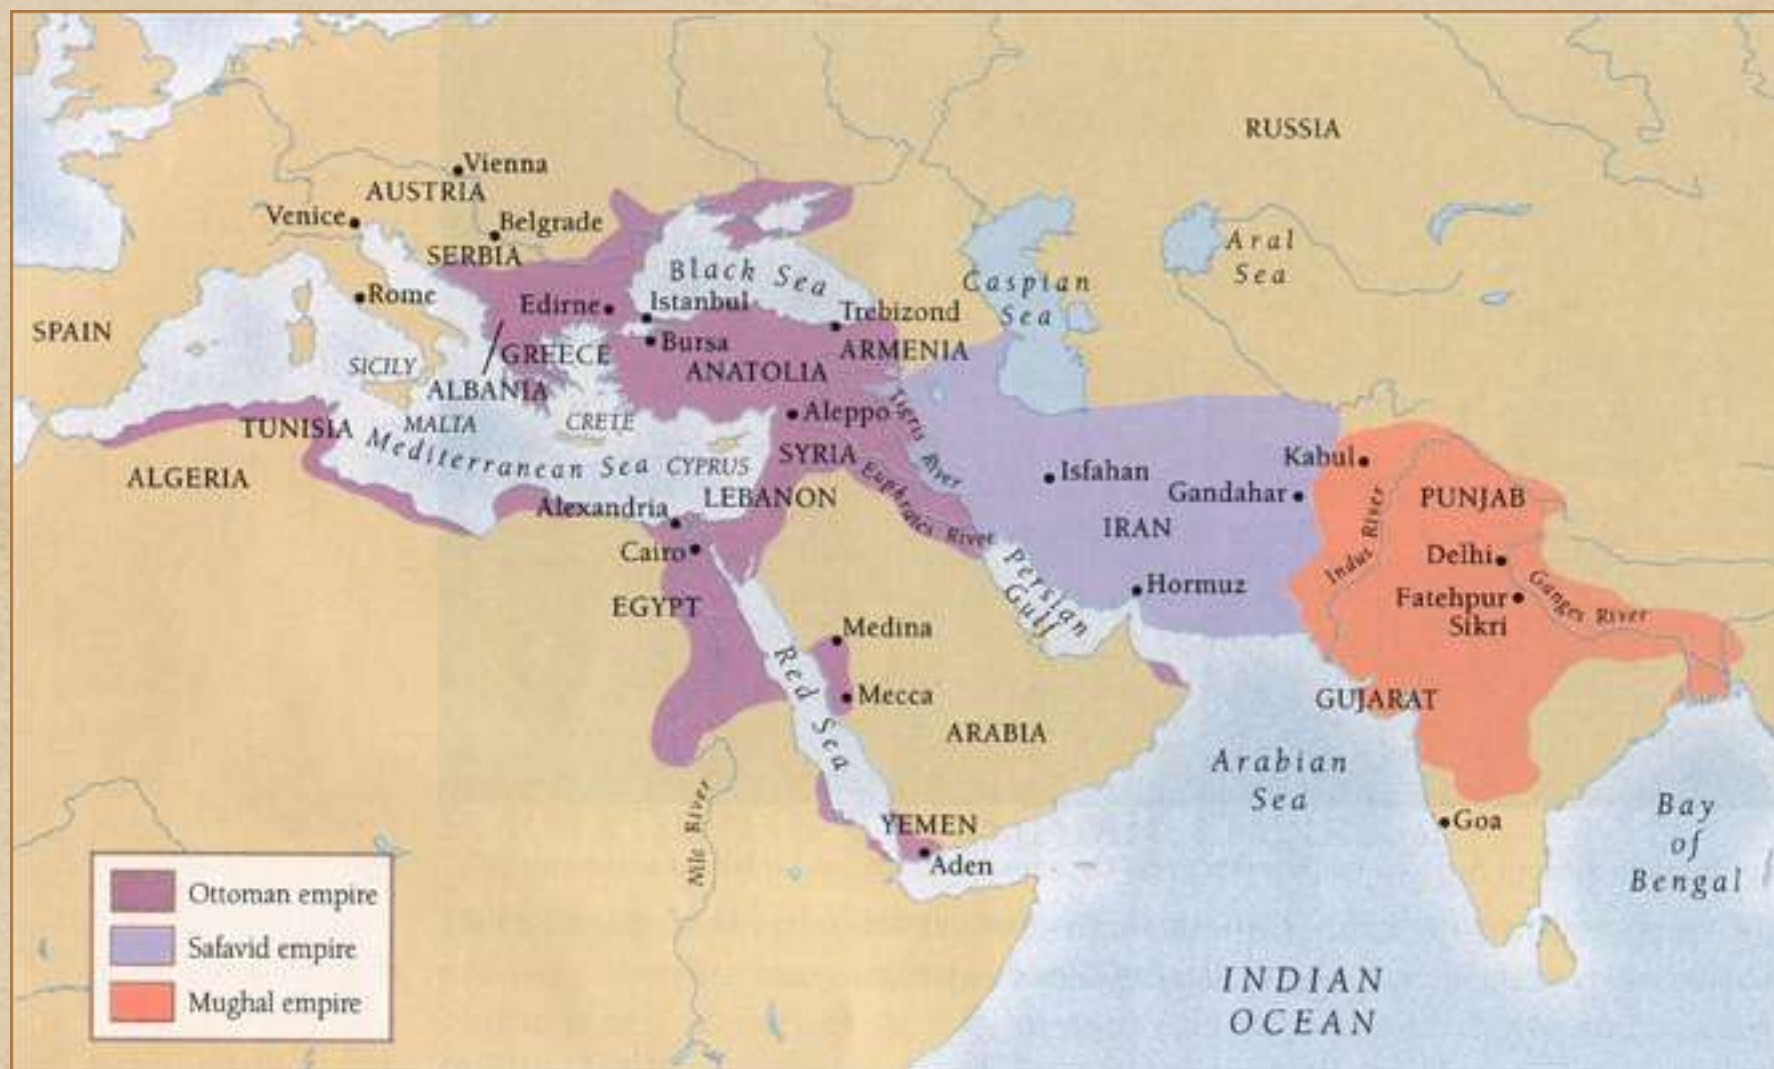 RUSSIA
Vienna
AUSTRIA
Venice
Belgrade
SERBIA
Aral
Sea
Black Sea
Caspian
Sea
Rome
Edirne
Istanbul
Trebizond
SPAIN
Bursa
ARMENIA
GREECE
SICILY
ANATOLIA
ALBANIA
Aleppo
Tigris River
TUNISIA
MALTA
CRETE
Mediterranean Sea
CYPRUS
SYRIA
Kabul
ALGERIA
Isfahan
Euphrates River
Gandahar
PUNJAB
LEBANON
Alexandria
IRAN
Indus River
Cairo
Persian
Gulf
Delhi
Hormuz
Fatehpur
Sikri
Ganges River
EGYPT
Medina
Red Sea
Mecca
GUJARAT
ARABIA
Arabian
Sea
Nile River
YEMEN
Aden
Goa
Bay
of
Bengal
Ottoman empire
Safavid empire
Mughal empire
INDIAN
OCEAN